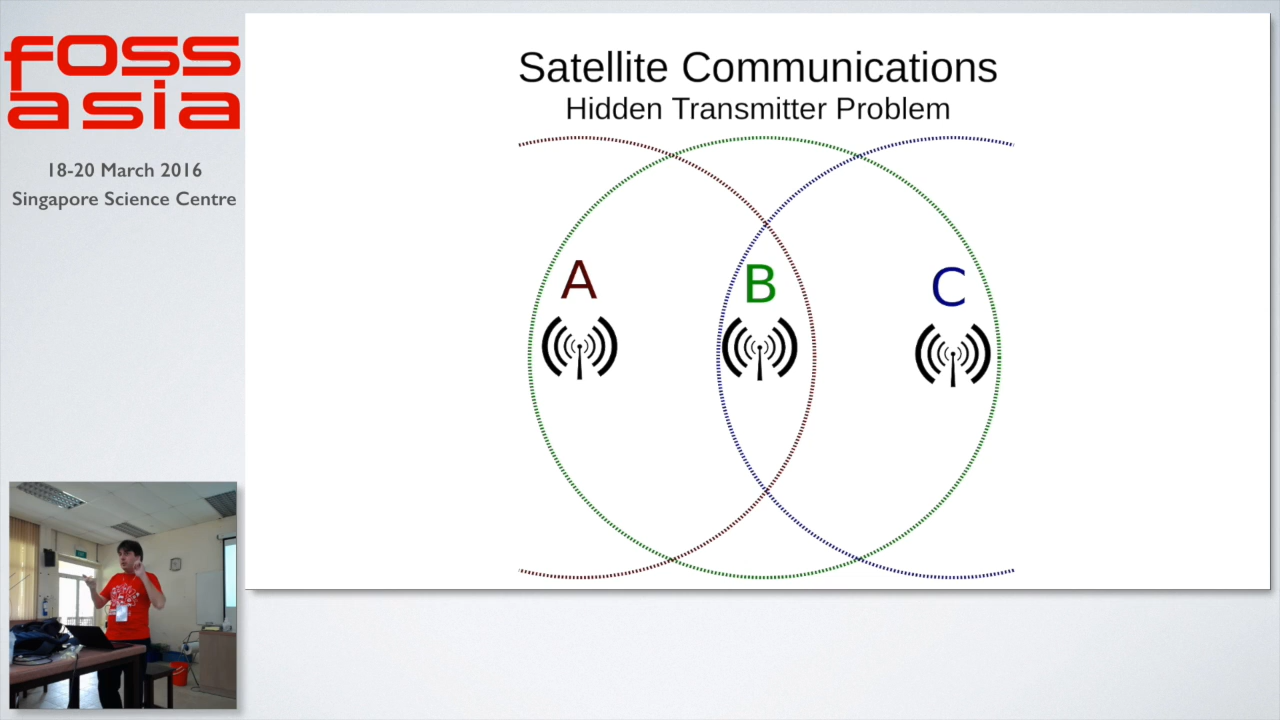 foss
asia
18-20 March 2016
Singapore Science Centre
Satellite Communications
Hidden Transmitter Problem
A
B
C